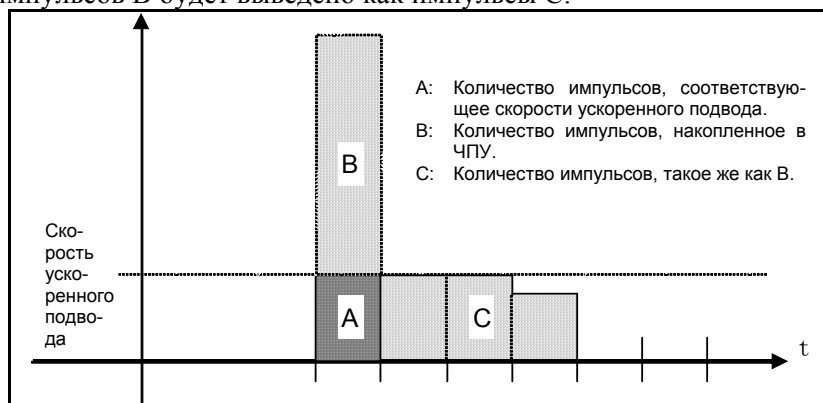 импульсов В будет выведено как импульсы С.
A: Количество импульсов, соответствую-
щее скорости ускоренного подвода.
B: Количество импульсов, накопленное в
ЧПУ.
C: Количество импульсов, такое же как B.
B
Ско-
рость
уско-
ренного
подво-
да
A
C
t